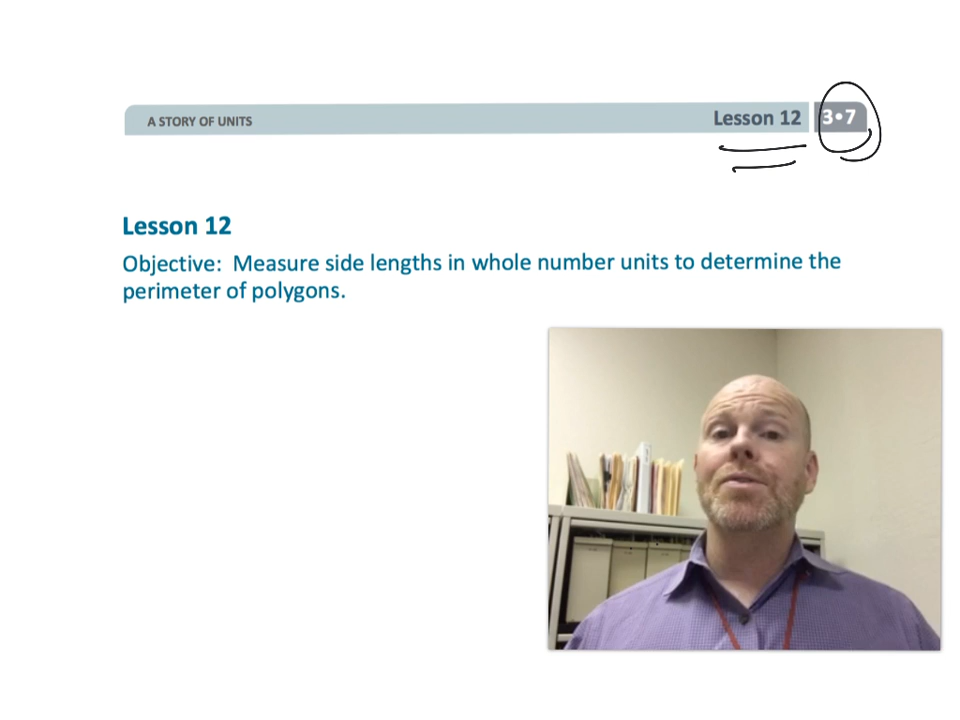 A STORY OF UNITS
Lesson 12
3•7
Lesson 12
Objective: Measure side lengths in whole number units to determine the
perimeter of polygons.